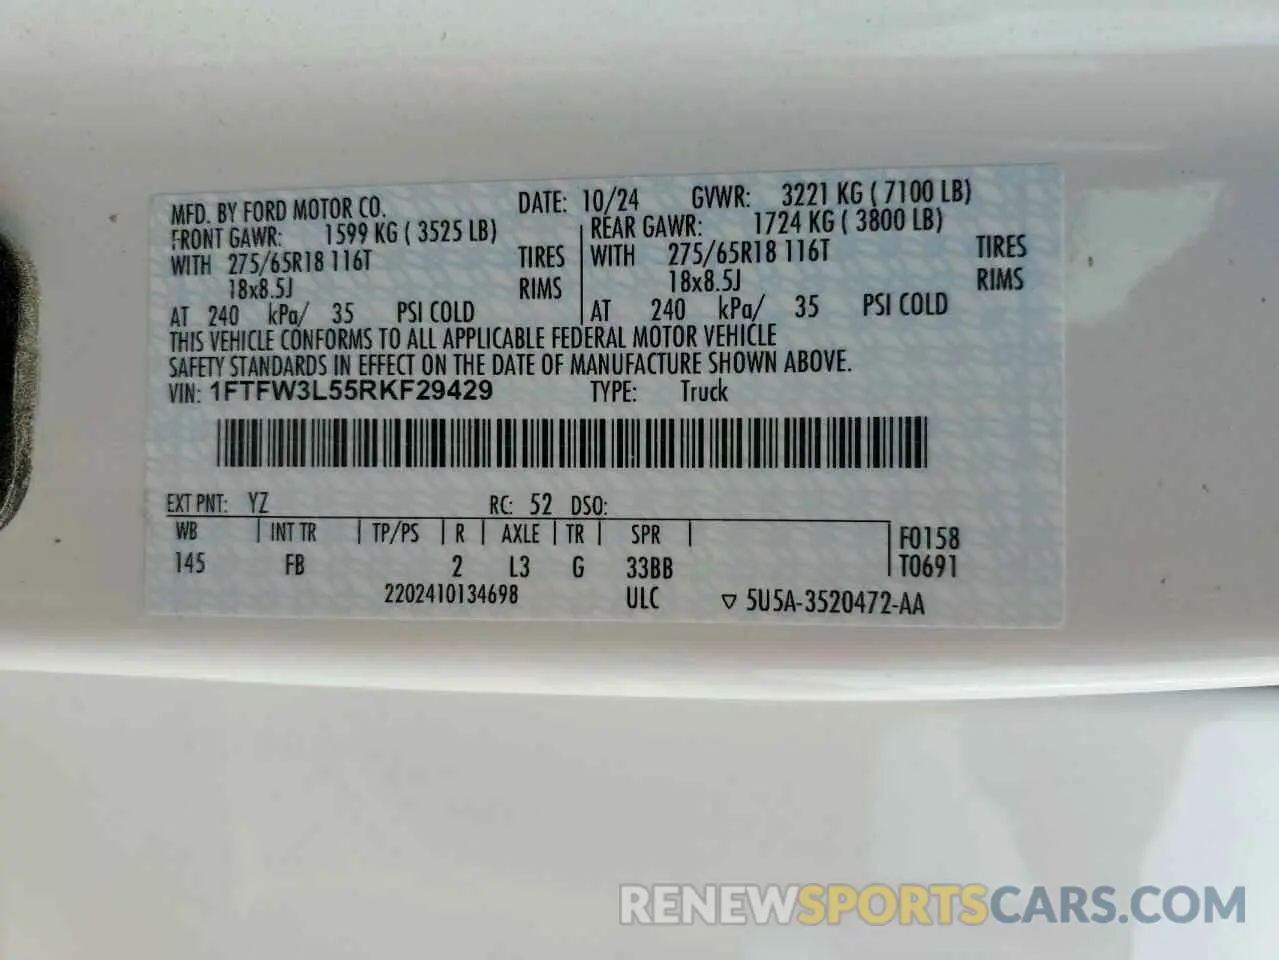 MFD. BY FORD MOTOR CO. DATE: 10/24 GVWR: 3221 KG ( 7100 LB)
FRONT GAWR: 1599 KG ( 3525 LB) REAR GAWR: 1724 KG ( 3800 LB)
WITH 275/65R18 116T TIRES WITH 275/65R18 116T TIRES
18x8.5J RIMS 18x8.5J RIMS
AT 240 kPa/ 35 PSI COLD AT 240 kPa/ 35 PSI COLD
THIS VEHICLE CONFORMS TO ALL APPLICABLE FEDERAL MOTOR VEHICLE
SAFETY STANDARDS IN EFFECT ON THE DATE OF MANUFACTURE SHOWN ABOVE.
VIN: 1FTFW3L55RKF29429 TYPE: Truck
EXT PNT: YZ RC: 52 DSO:
WB INT TR TP/PS R AXLE TR SPR F0158
145 FB 2 L3 G 33BB T0691
2202410134698 ULC ▽ 5U5A-3520472-AA
RENEWSPORTSCARS.COM